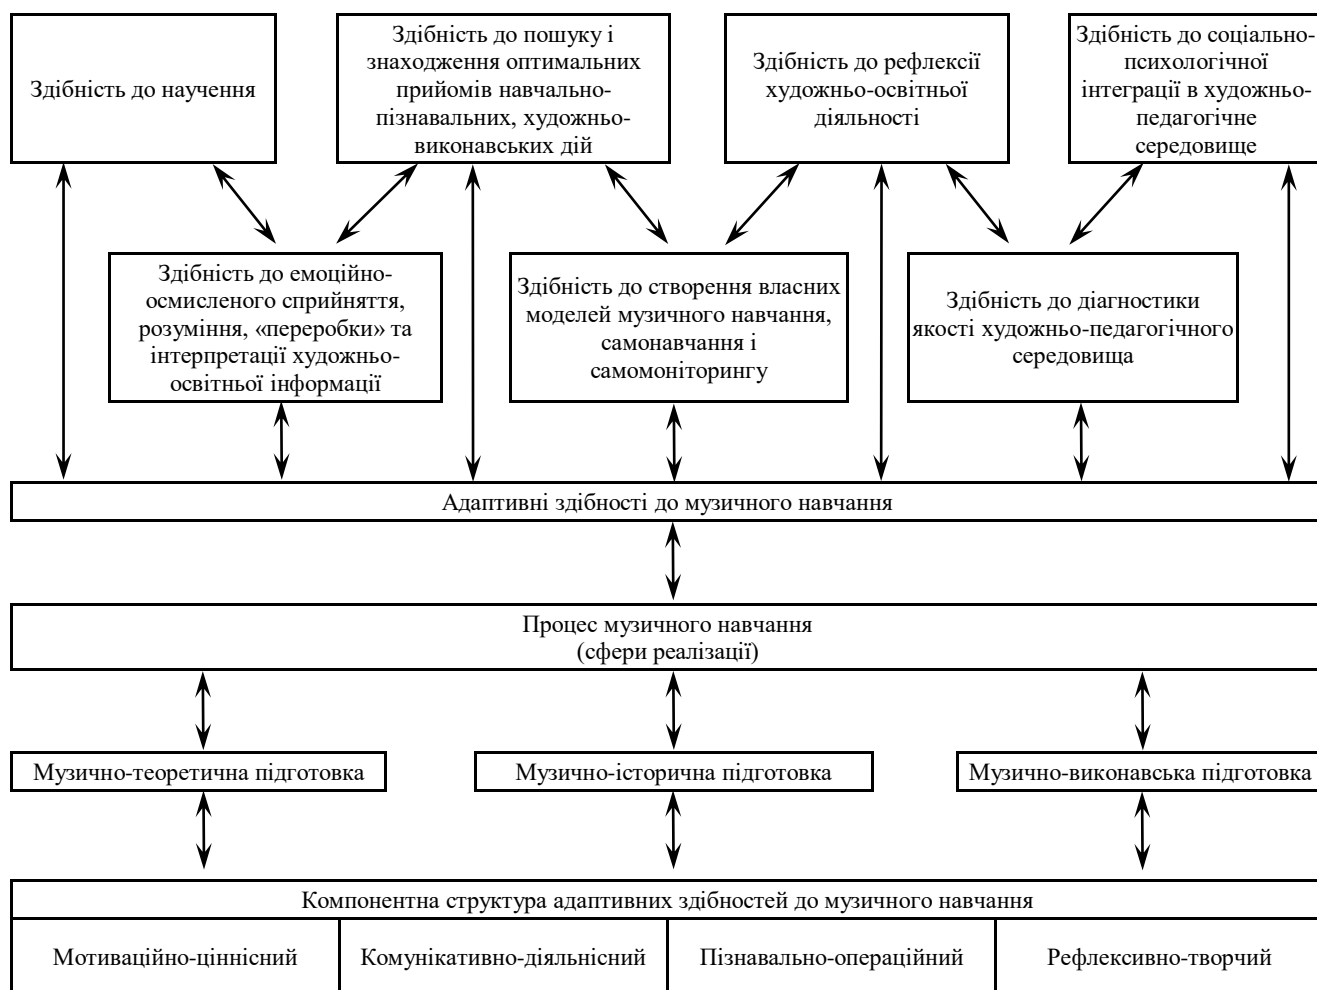 Здібність до научення
Здібність до пошуку і
знаходження оптимальних
прийомів навчально-
пізнавальних, художньо-
виконавських дій
Здібність до рефлексії
художньо-освітньої
діяльності
Здібність до соціально-
психологічної
інтеграції в художньо-
педагогічне
середовище
Здібність до емоційно-
осмисленого сприйняття,
розуміння, «переробки» та
інтерпретації художньо-
освітньої інформації
Здібність до створення власних
моделей музичного навчання,
самонавчання і
самомоніторингу
Здібність до діагностики
якості художньо-педагогічного
середовища
Адаптивні здібності до музичного навчання
Процес музичного навчання
(сфери реалізації)
Музично-теоретична підготовка
Музично-історична підготовка
Музично-виконавська підготовка
Компонентна структура адаптивних здібностей до музичного навчання
Мотиваційно-ціннісний
Комунікативно-діяльнісний
Пізнавально-операційний
Рефлексивно-творчий